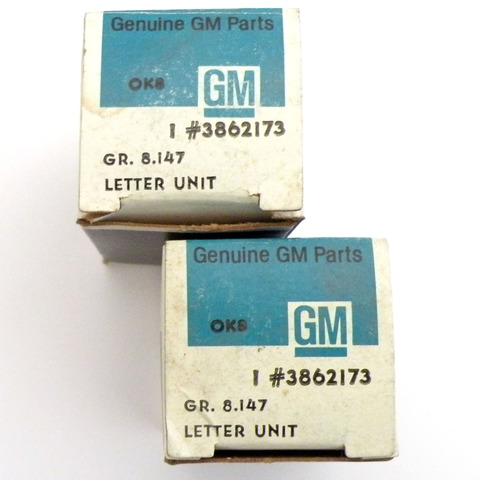 Genuine GM Parts
OK8
GM
1 #3862173
GR. 8.147
LETTER UNIT
Genuine GM Parts
OK8
GM
1 #3862173
GR. 8.147
LETTER UNIT